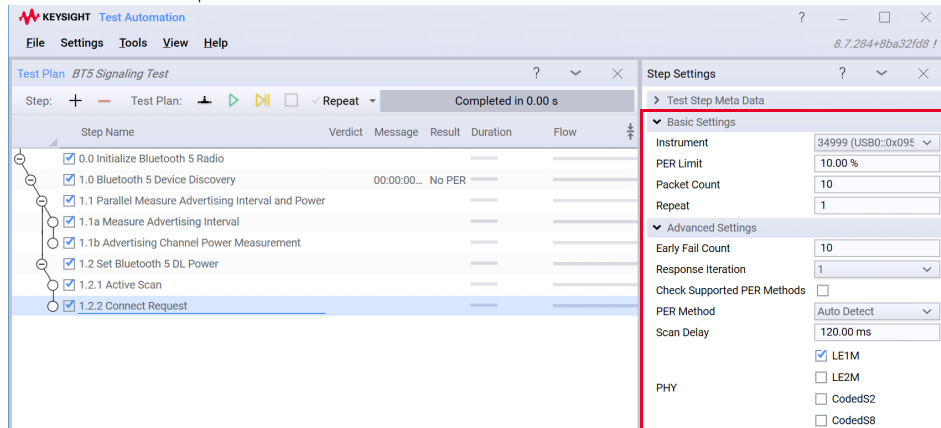 KEYSIGHT Test Automation
File Settings Tools View Help
8.7.284+8ba32fd8 !
Test Plan BT5 Signaling Test
Step: Test Plan: Repeat Completed in 0.00 s
Step Name Verdict Message Result Duration Flow
0.0 Initialize Bluetooth 5 Radio
1.0 Bluetooth 5 Device Discovery 00:00:00... No PER
1.1 Parallel Measure Advertising Interval and Power
1.1a Measure Advertising Interval
1.1b Advertising Channel Power Measurement
1.2 Set Bluetooth 5 DL Power
1.2.1 Active Scan
1.2.2 Connect Request
Step Settings
Test Step Meta Data
Basic Settings
Instrument 34999 (USB0::0x095
PER Limit 10.00 %
Packet Count 10
Repeat 1
Advanced Settings
Early Fail Count 10
Response Iteration 1
Check Supported PER Methods
PER Method Auto Detect
Scan Delay 120.00 ms
PHY
LE1M
LE2M
CodedS2
CodedS8